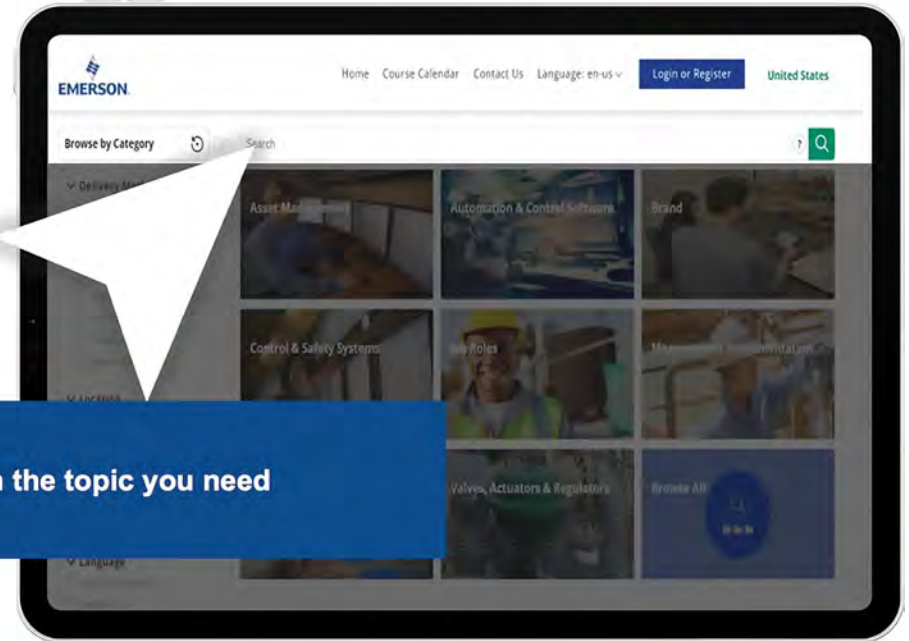 EMERSON
Home Course Calendar Contact Us Language: en-us Login or Register United States
Browse by Category Search ?
Asset Management Automation & Control Software Brand
Control & Safety Systems Job Roles
Location
the topic you need
Valves, Actuators & Regulators Browse All
Language